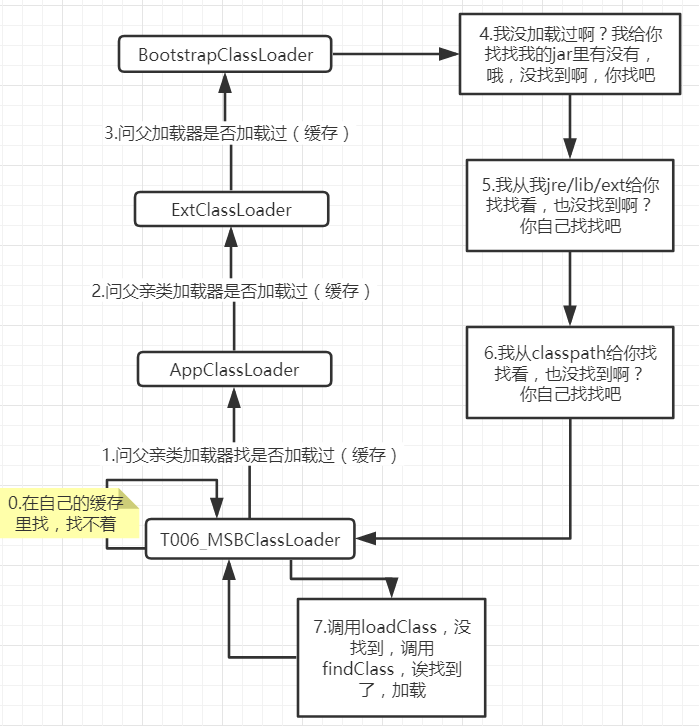 BootstrapClassLoader
4.我没加载过啊？我给你
找找我的jar里有没有，
哦，没找到啊，你找吧
3.问父加载器是否加载过（缓存）
ExtClassLoader
5.我从我jre/lib/ext给你
找找看，也没找到啊？
你自己找找吧
2.问父亲类加载器是否加载过（缓存）
AppClassLoader
6.我从classpath给你找
找看，也没找到啊？
你自己找找吧
1.问父亲类加载器找是否加载过（缓存）
0.在自己的缓存
里找，找不着
T006_MSBClassLoader
7.调用loadClass，没
找到，调用
findClass，诶找到
了，加载